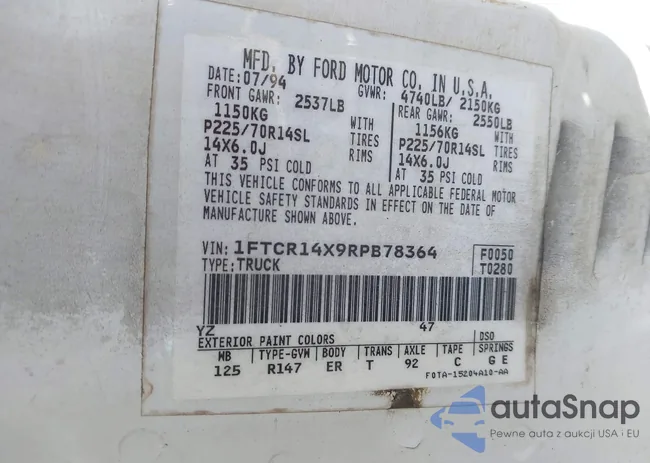 MFD. BY FORD MOTOR CO. IN U.S.A.
DATE: 07/94 GVWR: 4740LB/ 2150KG
FRONT GAWR: 2537LB REAR GAWR: 2550LB
1150KG WITH 1156KG WITH
P225/70R14SL TIRES P225/70R14SL TIRES
14X6.0J RIMS 14X6.0J RIMS
AT 35 PSI COLD AT 35 PSI COLD
THIS VEHICLE CONFORMS TO ALL APPLICABLE FEDERAL MOTOR
VEHICLE SAFETY STANDARDS IN EFFECT ON THE DATE OF
MANUFACTURE SHOWN ABOVE.
VIN: 1FTCR14X9RPB78364 F0050
TYPE: TRUCK T0280
YZ 47
EXTERIOR PAINT COLORS DSO
WB TYPE-GVM BODY TRANS AXLE TAPE SPRINGS
125 R147 ER T 92 C G E
F0TA-15204A10-AA
autaSnap
Pewne auta z aukcji USA i EU